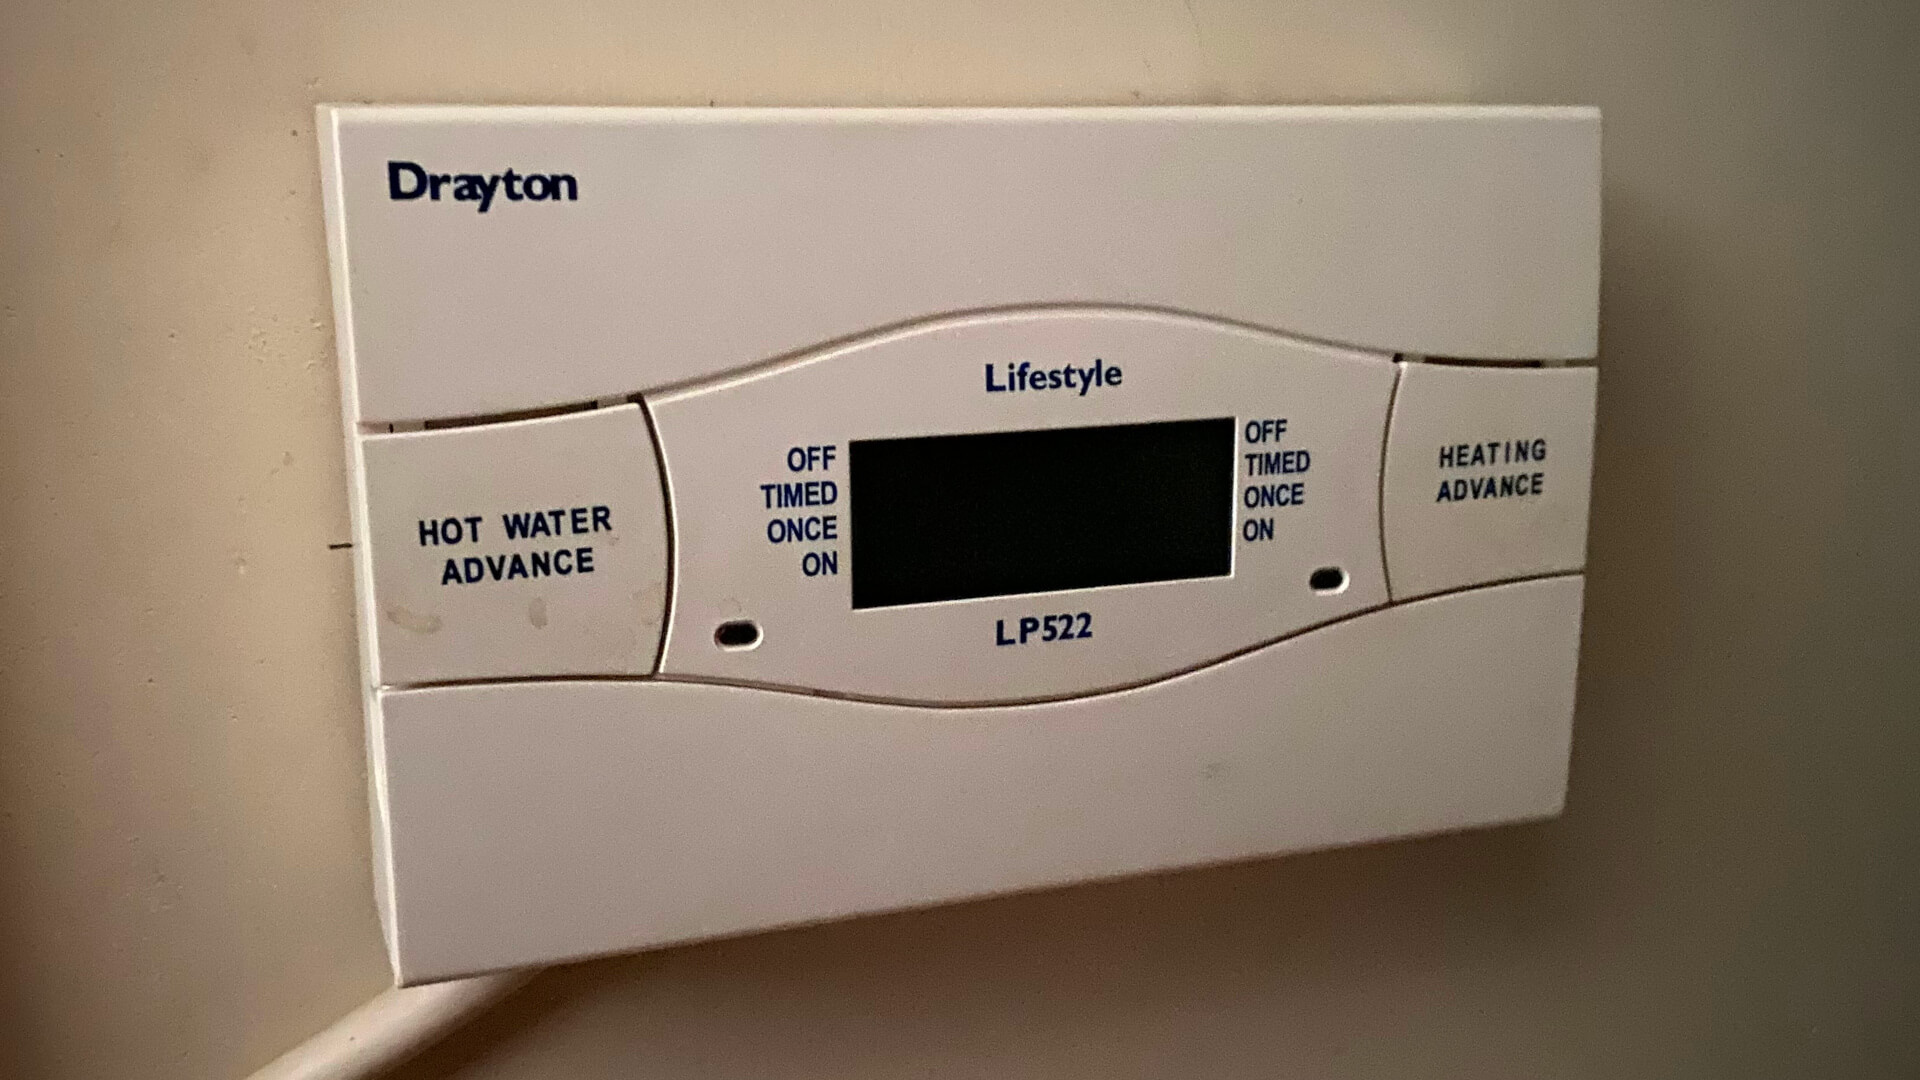 Drayton
Lifestyle
OFF
TIMED
ONCE
ON
OFF
TIMED
ONCE
ON
HOT WATER
ADVANCE
HEATING
ADVANCE
LP522